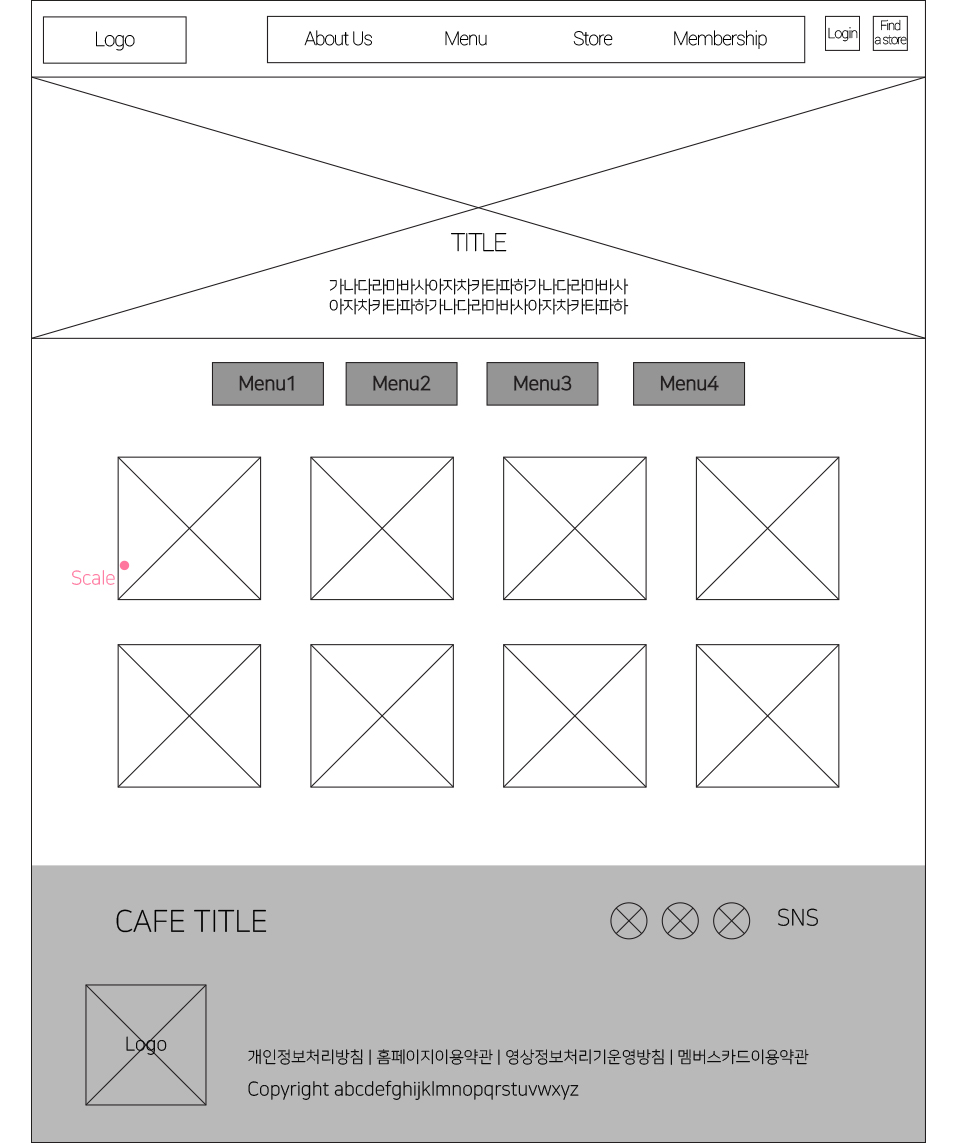 Logo
About Us
Menu
Store
Membership
Login
Find
a store
TITLE
가나다라마바사아자차카타파하가나다라마바사
아자차카타파하가나다라마바사아자차카타파하
Menu1
Menu2
Menu3
Menu4
Scale
CAFE TITLE
SNS
Logo
개인정보처리방침 | 홈페이지이용약관 | 영상정보처리기운영방침 | 멤버스카드이용약관
Copyright abcdefghijklmnopqrstuvwxyz